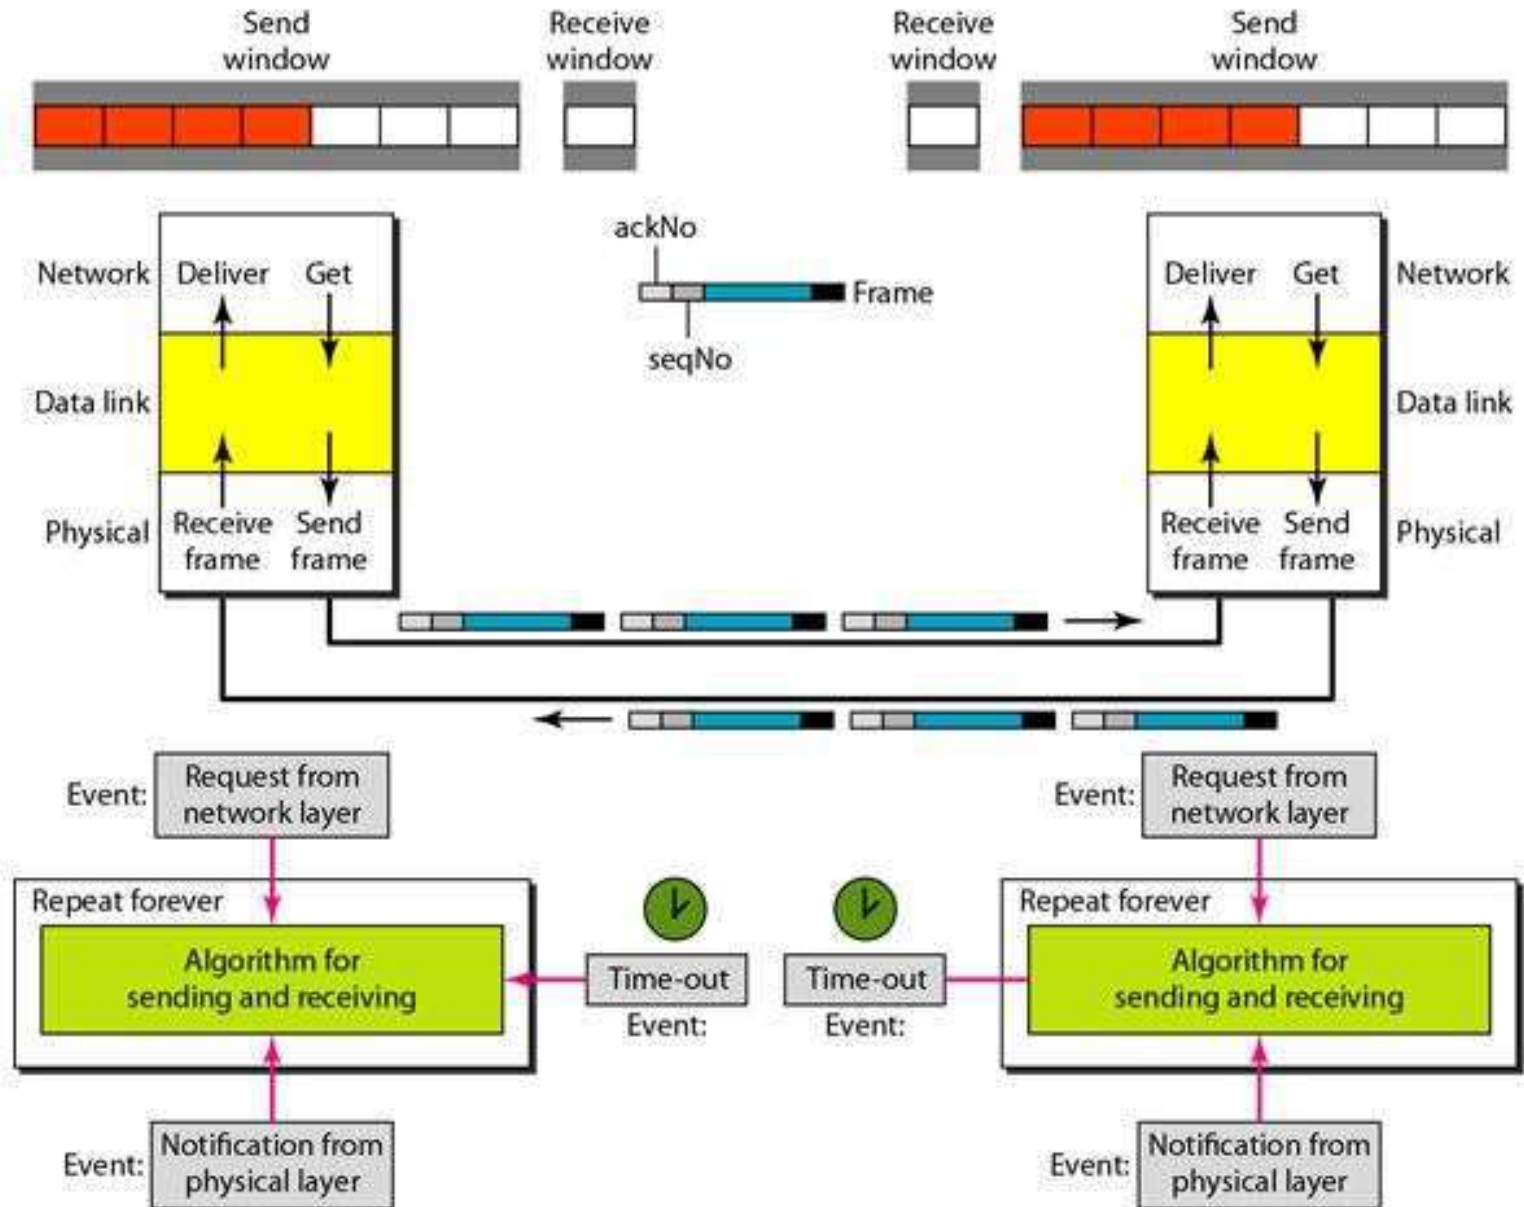 Send
window
Receive
window
Receive
window
Send
window
ackNo
Frame
seqNo
Network
Deliver
Get
Data link
Physical
Receive
frame
Send
frame
Deliver
Get
Network
Data link
Receive
frame
Send
frame
Physical
Event:
Request from
network layer
Event:
Request from
network layer
Repeat forever
Algorithm for
sending and receiving
Time-out
Event:
Time-out
Event:
Repeat forever
Algorithm for
sending and receiving
Event:
Notification from
physical layer
Event:
Notification from
physical layer